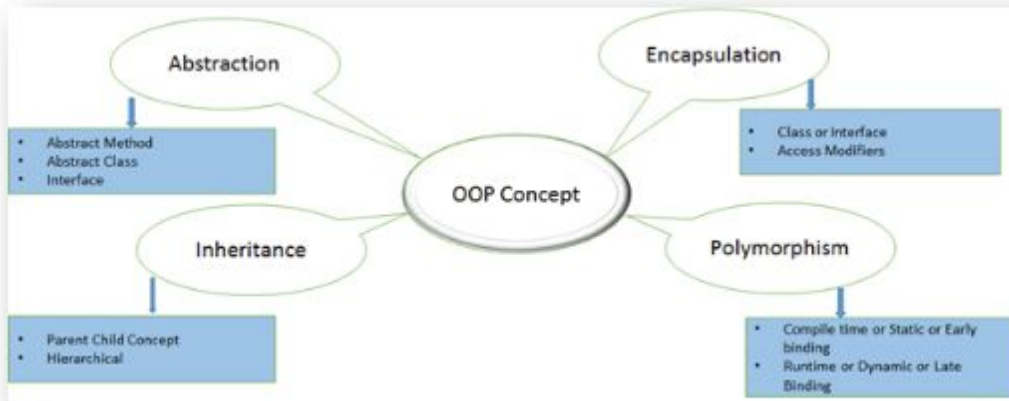 Abstraction
Encapsulation
• Abstract Method
• Abstract Class
• Interface
• Class or Interface
• Access Modifiers
OOP Concept
Inheritance
Polymorphism
• Parent Child Concept
• Hierarchical
• Compile time or Static or Early
binding
• Runtime or Dynamic or Late
Binding